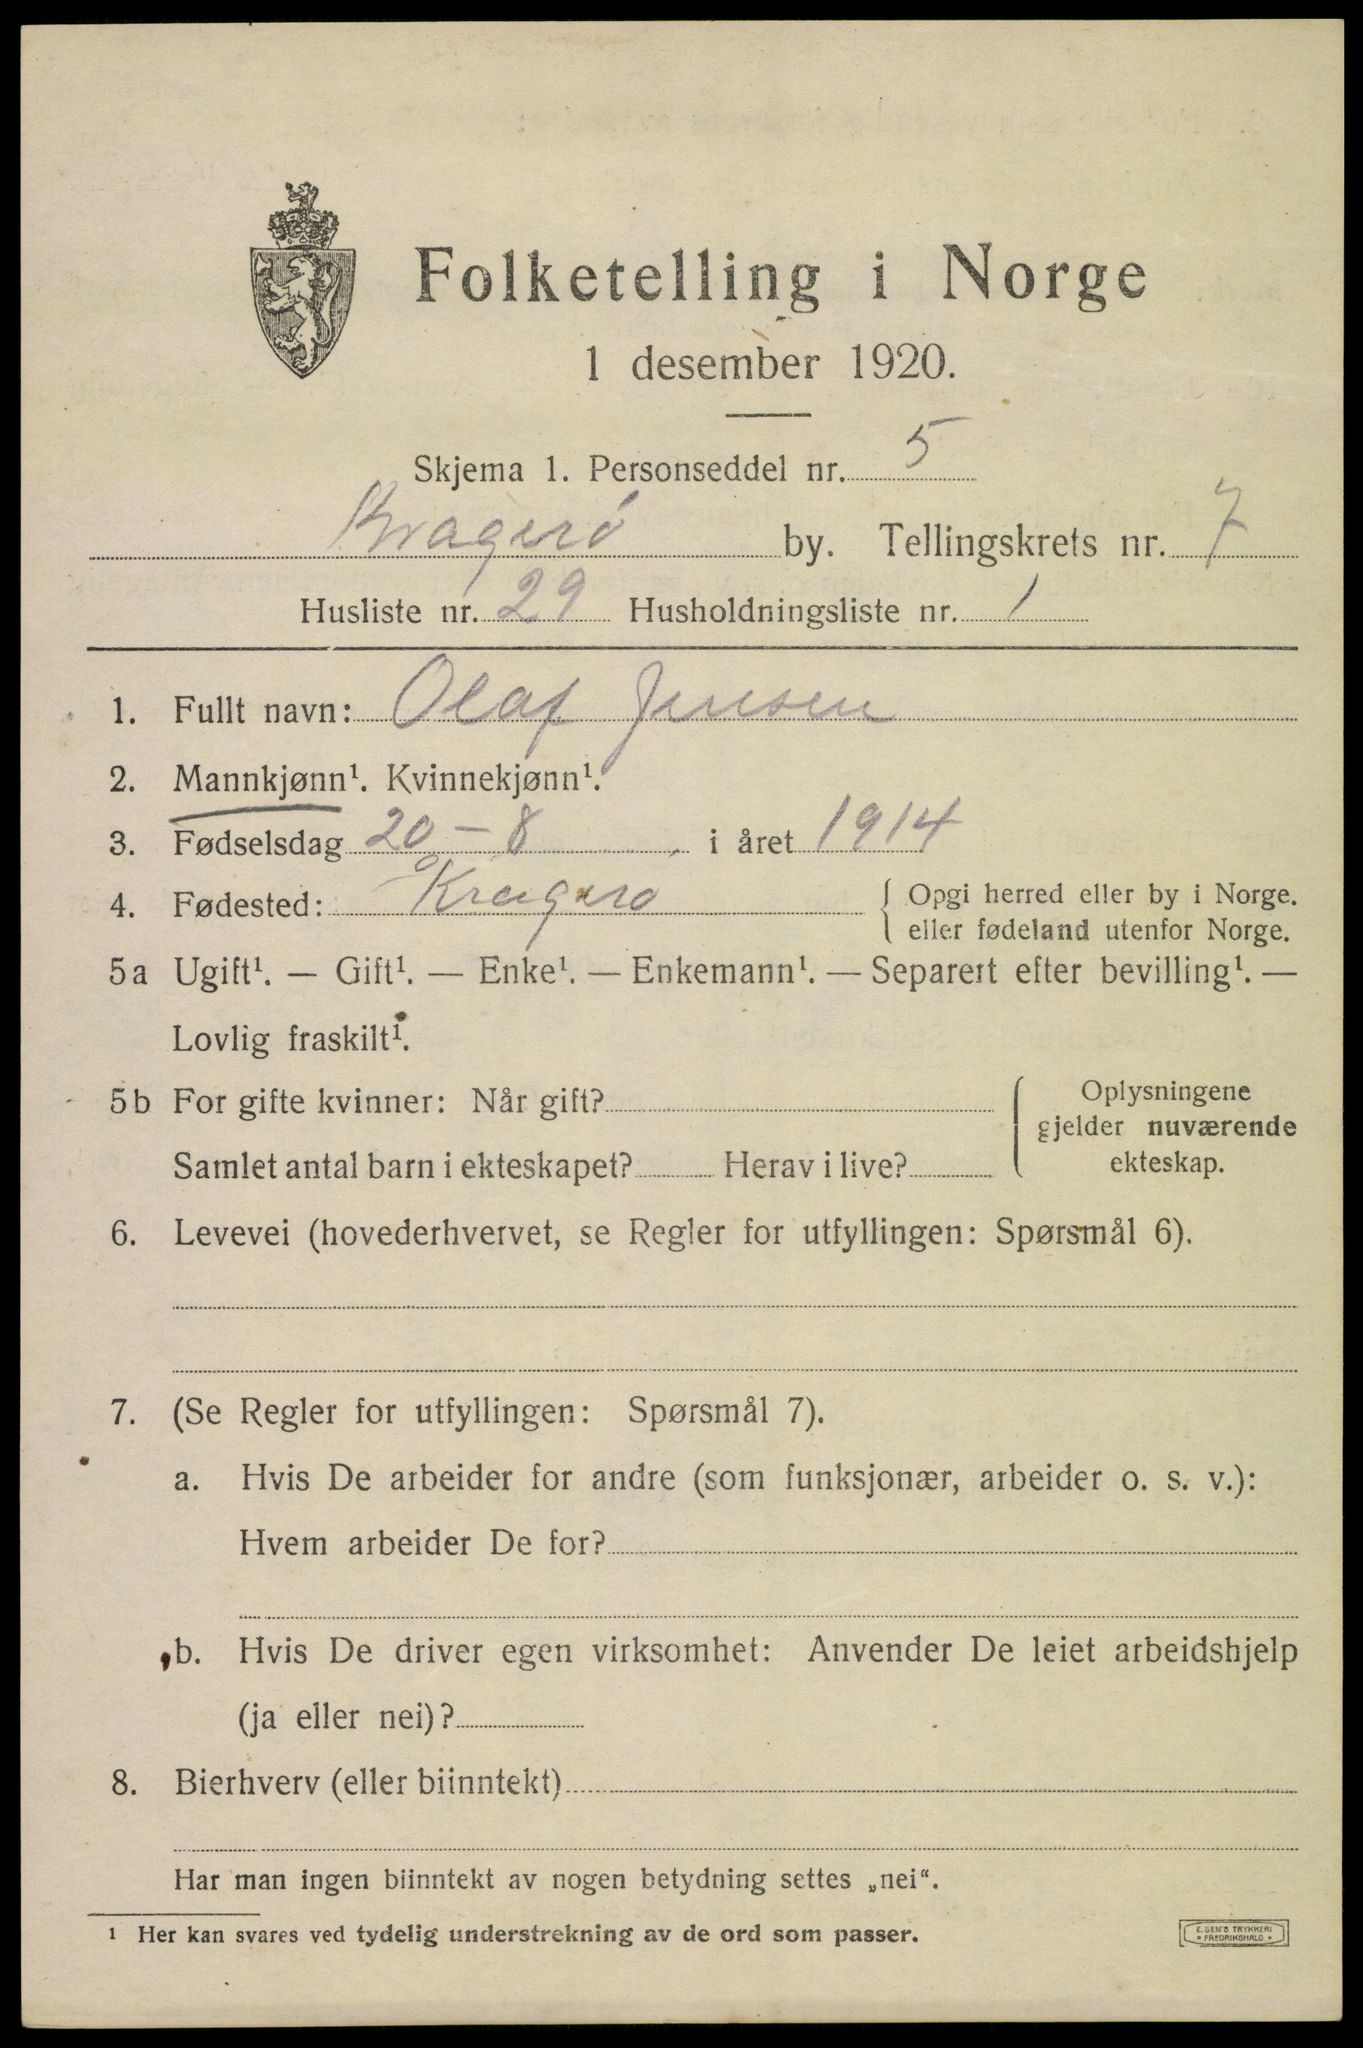 Folketelling i Norge
1 desember 1920.
Skjema 1. Personseddel nr. 5
Kragerö by. Tellingskrets nr. 7
Husliste nr. 29 Husholdningsliste nr. 1
1. Fullt navn: Olaf Jensen
2. Mannkjønn¹. Kvinnekjønn¹.
3. Fødselsdag 20 – 8, i året 1914
4. Fødested: Kragerø { Opgi herred eller by i Norge.
eller fødeland utenfor Norge.
5a Ugift¹. — Gift¹. — Enke¹. — Enkemann¹. — Separert efter bevilling¹. —
Lovlig fraskilt¹.
5b For gifte kvinner: Når gift? { Oplysningene
gjelder nuværende
Samlet antal barn i ekteskapet? Herav i live? ekteskap.
6. Levevei (hovederhvervet, se Regler for utfyllingen: Spørsmål 6).
7. (Se Regler for utfyllingen: Spørsmål 7).
a. Hvis De arbeider for andre (som funksjonær, arbeider o. s. v.):
Hvem arbeider De for?
b. Hvis De driver egen virksomhet: Anvender De leiet arbeidshjelp
(ja eller nei)?
8. Bierhverv (eller biinntekt)
Har man ingen biinntekt av nogen betydning settes „nei“.
¹ Her kan svares ved tydelig understrekning av de ord som passer.
E. SEM'S TRYKKERI
* FREDRIKSHALD *